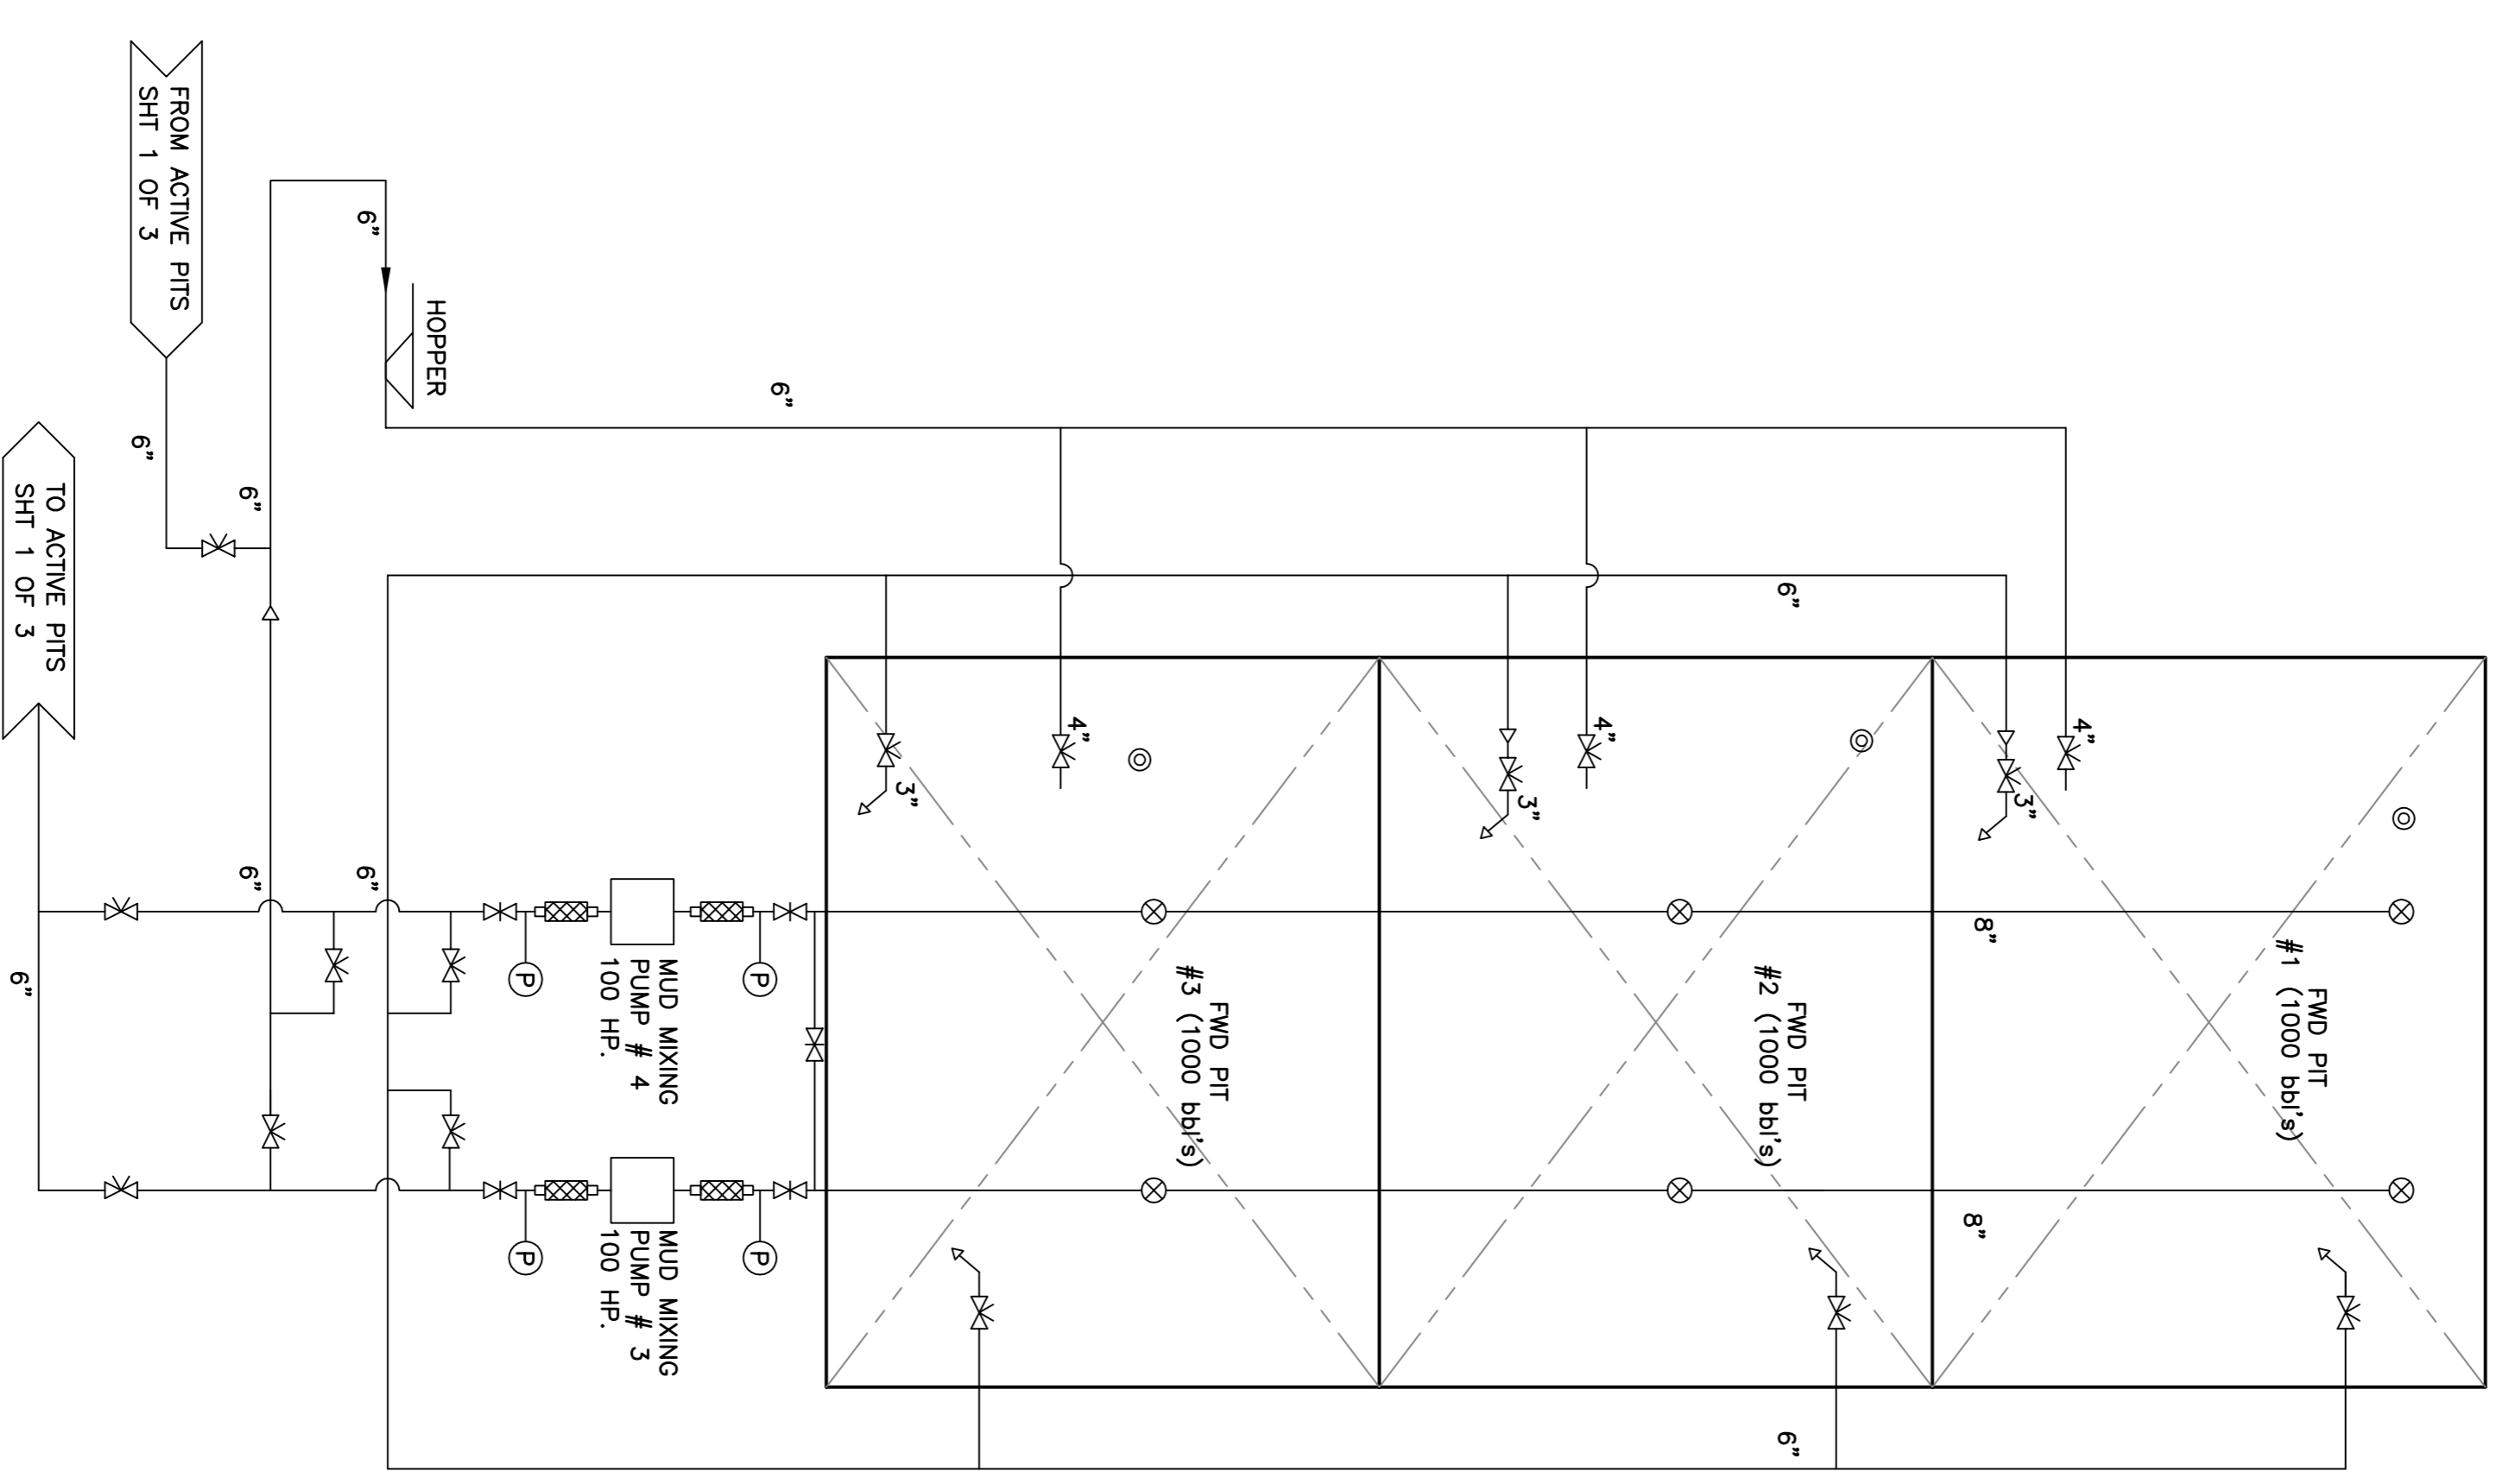 FROM ACTIVE PITS
SHT 1 OF 3
TO ACTIVE PITS
SHT 1 OF 3
6"
6"
6"
HOPPER
6"
6"
6"
6"
6"
4"
3"
4"
3"
4"
3"
8"
8"
6"
FWD PIT
#1 (1000 bbl's)
FWD PIT
#2 (1000 bbl's)
FWD PIT
#3 (1000 bbl's)
MUD MIXING
PUMP # 4
100 HP.
P
P
MUD MIXING
PUMP # 3
100 HP.
P
P
6"